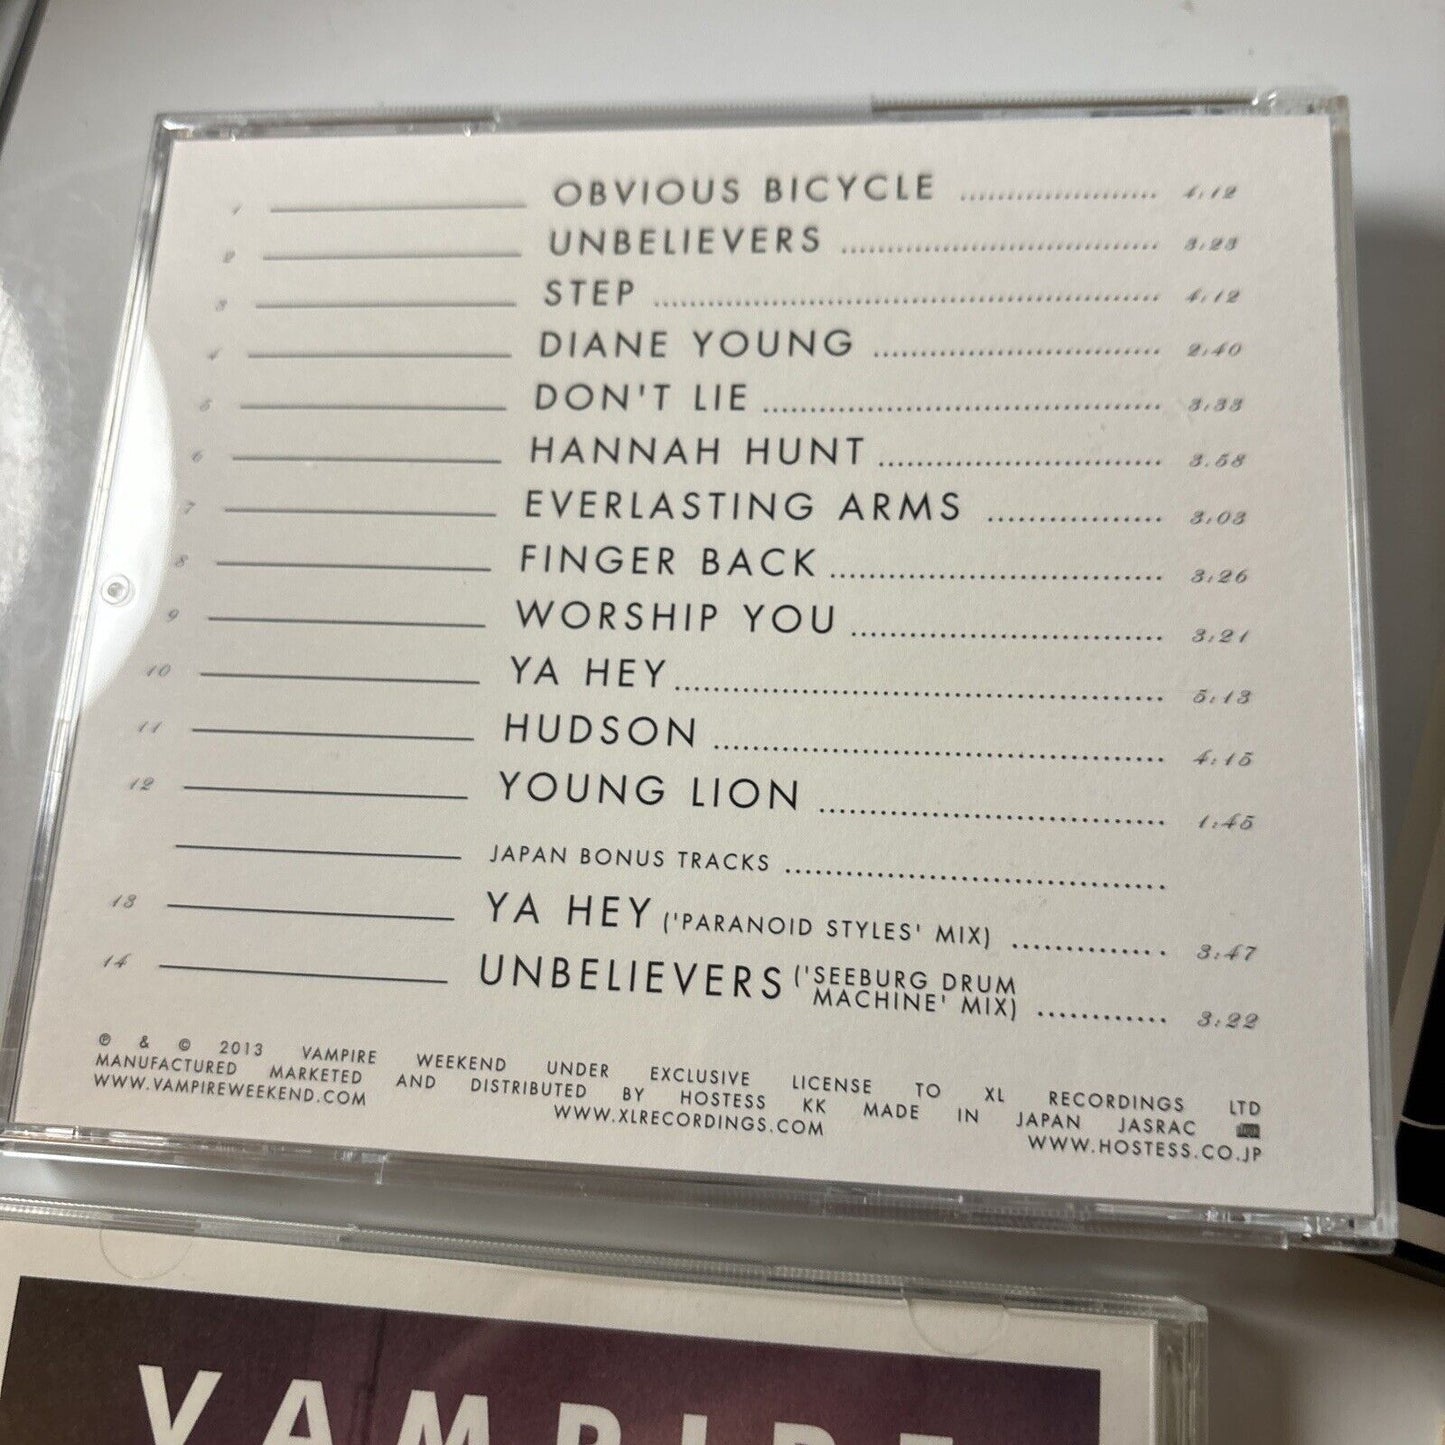 1 OBVIOUS BICYCLE .................... 4:12
2 UNBELIEVERS .................... 3:23
3 STEP .................... 4:12
4 DIANE YOUNG .................... 2:40
5 DON'T LIE .................... 3:33
6 HANNAH HUNT .................... 3:58
7 EVERLASTING ARMS .................... 3:03
8 FINGER BACK .................... 3:26
9 WORSHIP YOU .................... 3:21
10 YA HEY .................... 5:13
11 HUDSON .................... 4:15
12 YOUNG LION .................... 1:45
JAPAN BONUS TRACKS ....................
13 YA HEY ('PARANOID STYLES' MIX) .............. 3:47
14 UNBELIEVERS ('SEEBURG DRUM
MACHINE' MIX) ............ 3:22
℗ & © 2013 VAMPIRE WEEKEND UNDER EXCLUSIVE LICENSE TO XL RECORDINGS LTD
MANUFACTURED MARKETED AND DISTRIBUTED BY HOSTESS KK MADE IN JAPAN JASRAC
WWW.VAMPIREWEEKEND.COM WWW.XLRECORDINGS.COM WWW.HOSTESS.CO.JP
VAMPIRE